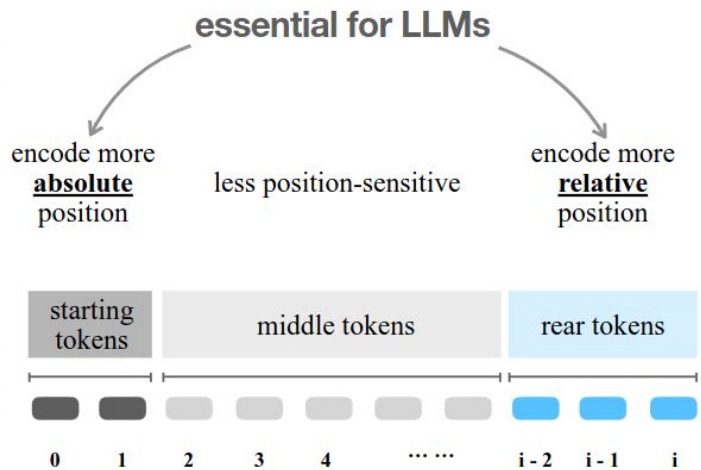 essential for LLMs
encode more
absolute
position
less position-sensitive
encode more
relative
position
starting
tokens
middle tokens
rear tokens
0 1 2 3 4 ... ... i - 2 i - 1 i